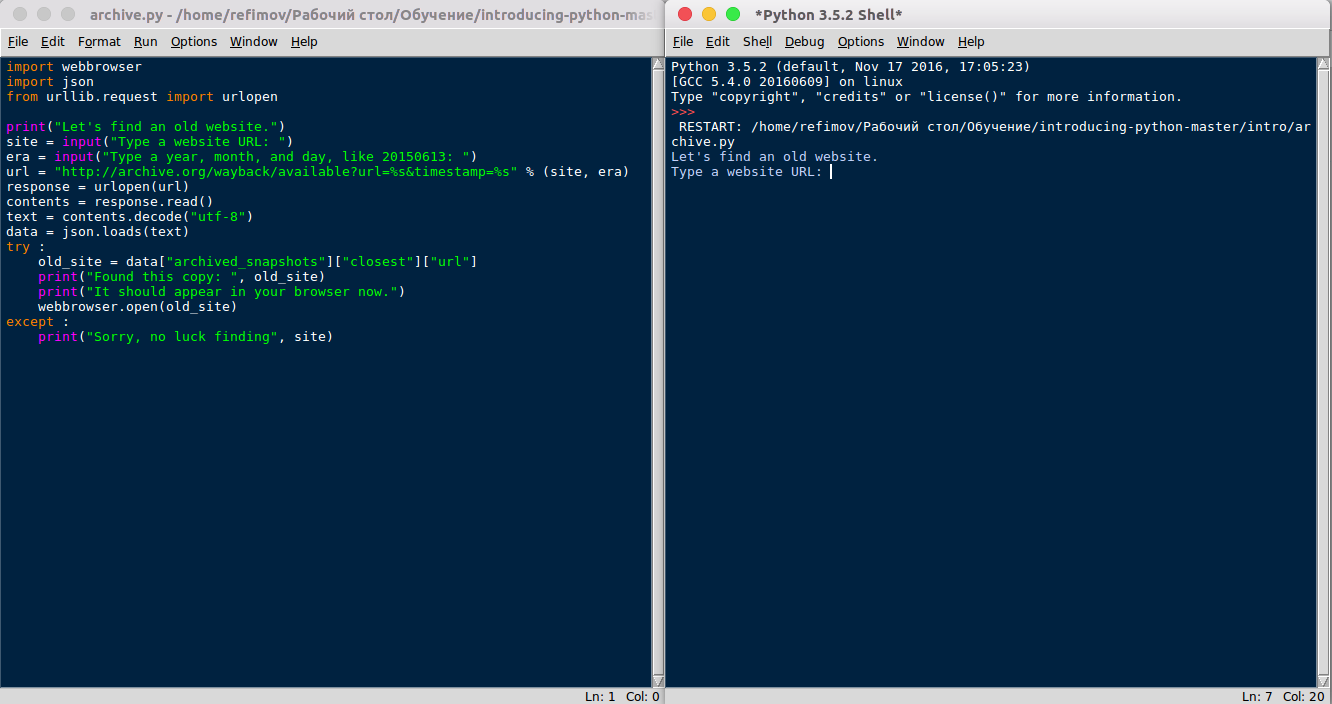 archive.py - /home/refimov/Рабочий стол/Обучение/introducing-python-mas
File Edit Format Run Options Window Help
import webbrowser
import json
from urllib.request import urlopen
print("Let's find an old website.")
site = input("Type a website URL: ")
era = input("Type a year, month, and day, like 20150613: ")
url = "http://archive.org/wayback/available?url=%s&timestamp=%s" % (site, era)
response = urlopen(url)
contents = response.read()
text = contents.decode("utf-8")
data = json.loads(text)
try :
    old_site = data["archived_snapshots"]["closest"]["url"]
    print("Found this copy: ", old_site)
    print("It should appear in your browser now.")
    webbrowser.open(old_site)
except :
    print("Sorry, no luck finding", site)
Ln: 1 Col: 0
*Python 3.5.2 Shell*
File Edit Shell Debug Options Window Help
Python 3.5.2 (default, Nov 17 2016, 17:05:23)
[GCC 5.4.0 20160609] on linux
Type "copyright", "credits" or "license()" for more information.
>>>
 RESTART: /home/refimov/Рабочий стол/Обучение/introducing-python-master/intro/ar
chive.py
Let's find an old website.
Type a website URL:
Ln: 7 Col: 20